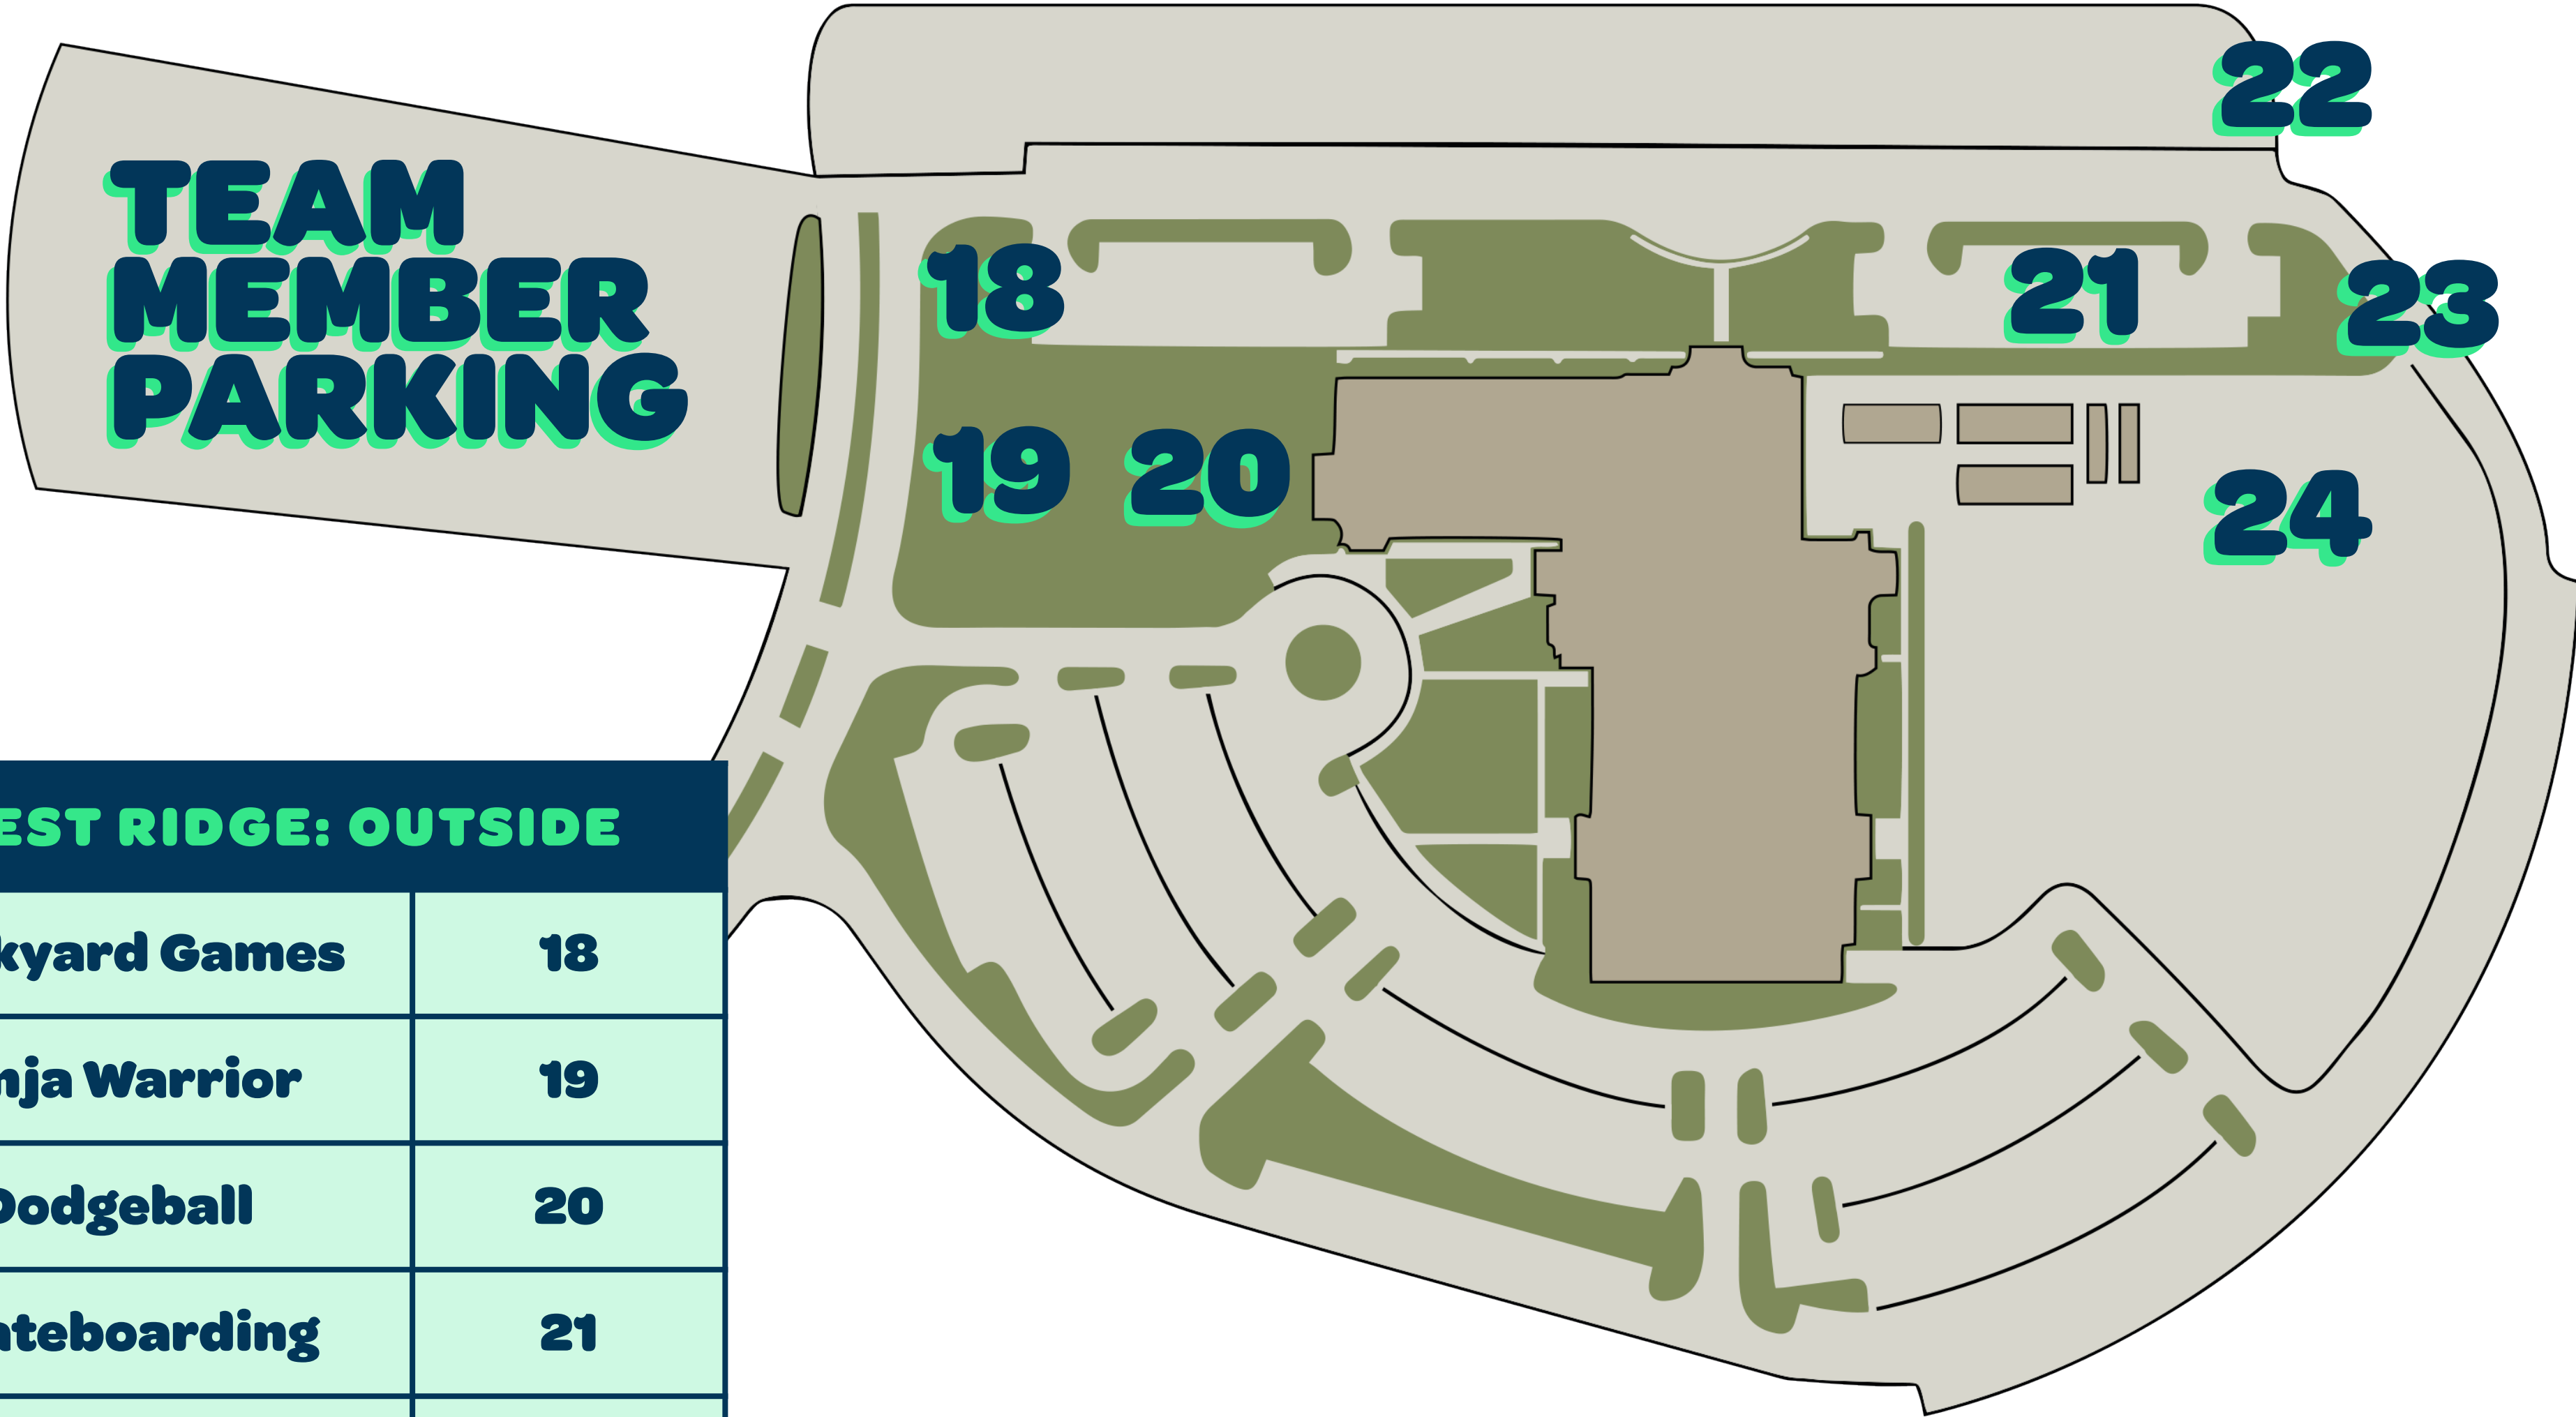 22
TEAM
MEMBER
PARKING
18
21
23
19 20
24
EST RIDGE: OUTSIDE
kyard Games 18
nja Warrior 19
Dodgeball 20
ateboarding 21